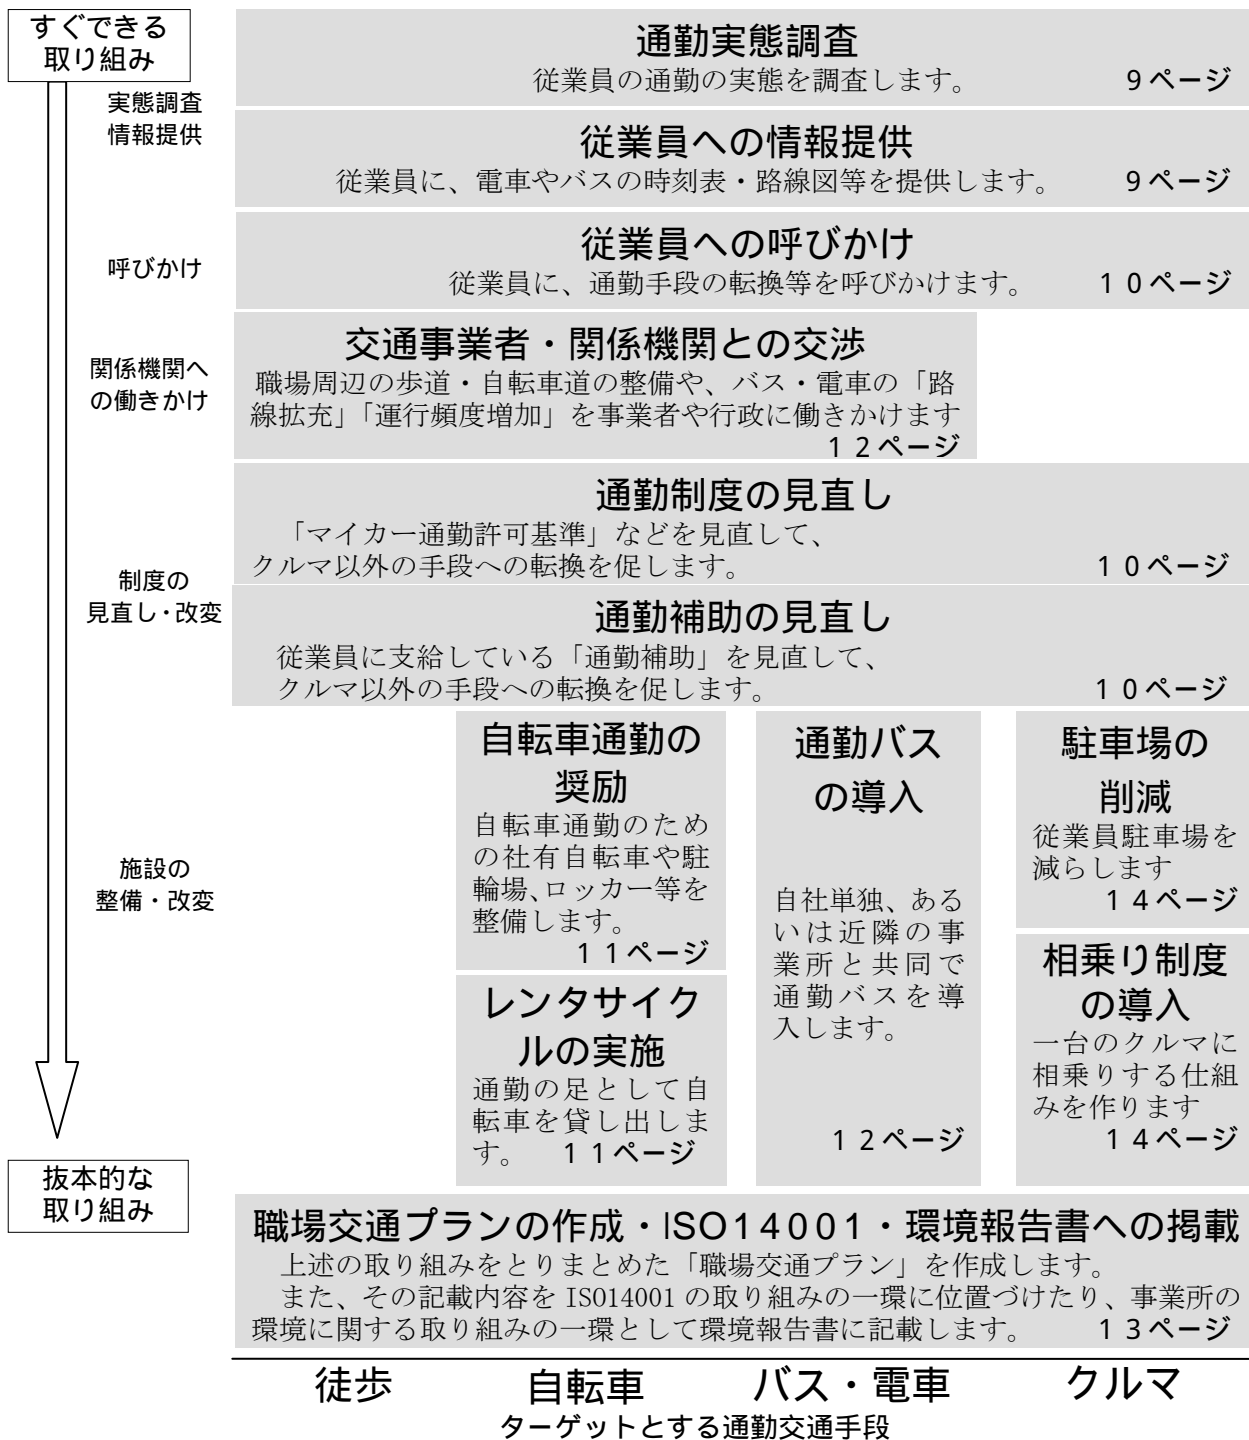 すぐできる
取り組み
通勤実態調査
従業員の通勤の実態を調査します。 9ページ
実態調査
情報提供
従業員への情報提供
従業員に、電車やバスの時刻表・路線図等を提供します。 9ページ
呼びかけ
従業員への呼びかけ
従業員に、通勤手段の転換等を呼びかけます。 10ページ
関係機関へ
の働きかけ
交通事業者・関係機関との交渉
職場周辺の歩道・自転車道の整備や、バス・電車の「路
線拡充」「運行頻度増加」を事業者や行政に働きかけます
12ページ
制度の
見直し・改変
通勤制度の見直し
「マイカー通勤許可基準」などを見直して、
クルマ以外の手段への転換を促します。 10ページ
通勤補助の見直し
従業員に支給している「通勤補助」を見直して、
クルマ以外の手段への転換を促します。 10ページ
施設の
整備・改変
自転車通勤の
奨励
自転車通勤のため
の社有自転車や駐
輪場、ロッカー等を
整備します。
11ページ
レンタサイク
ルの実施
通勤の足として自
転車を貸し出しま
す。 11ページ
通勤バス
の導入
自社単独、ある
いは近隣の事
業所と共同で
通勤バスを導
入します。
12ページ
駐車場の
削減
従業員駐車場を
減らします
14ページ
相乗り制度
の導入
一台のクルマに
相乗りする仕組
みを作ります
14ページ
抜本的な
取り組み
職場交通プランの作成・ISO14001・環境報告書への掲載
上述の取り組みをとりまとめた「職場交通プラン」を作成します。
また、その記載内容を ISO14001 の取り組みの一環に位置づけたり、事業所の
環境に関する取り組みの一環として環境報告書に記載します。 13ページ
徒歩 自転車 バス・電車 クルマ
ターゲットとする通勤交通手段